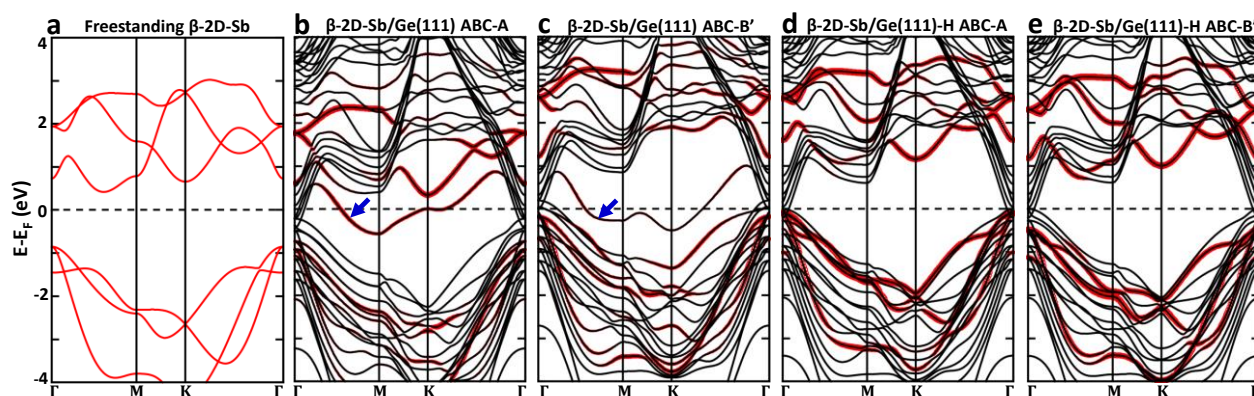 a Freestanding β-2D-Sb
b β-2D-Sb/Ge(111) ABC-A
c β-2D-Sb/Ge(111) ABC-B’
d β-2D-Sb/Ge(111)-H ABC-A
e β-2D-Sb/Ge(111)-H ABC-B’
E-EF (eV)
4
2
0
-2
-4
Γ M K Γ
Γ M K Γ
Γ M K Γ
Γ M K Γ
Γ M K Γ